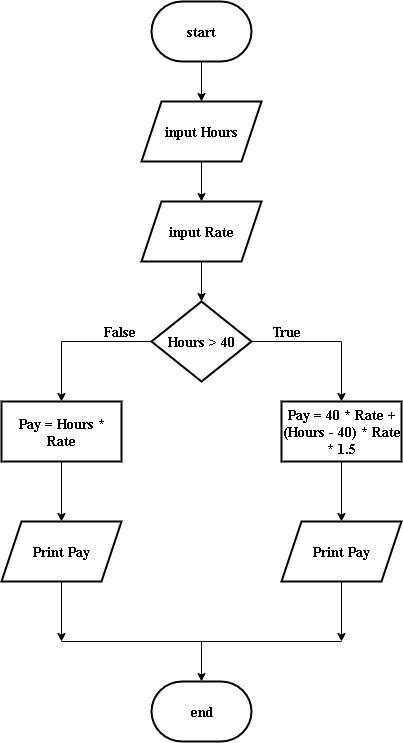 start
input Hours
input Rate
Hours > 40
False
True
Pay = Hours *
Rate
Pay = 40 * Rate +
(Hours - 40) * Rate
* 1.5
Print Pay
Print Pay
end